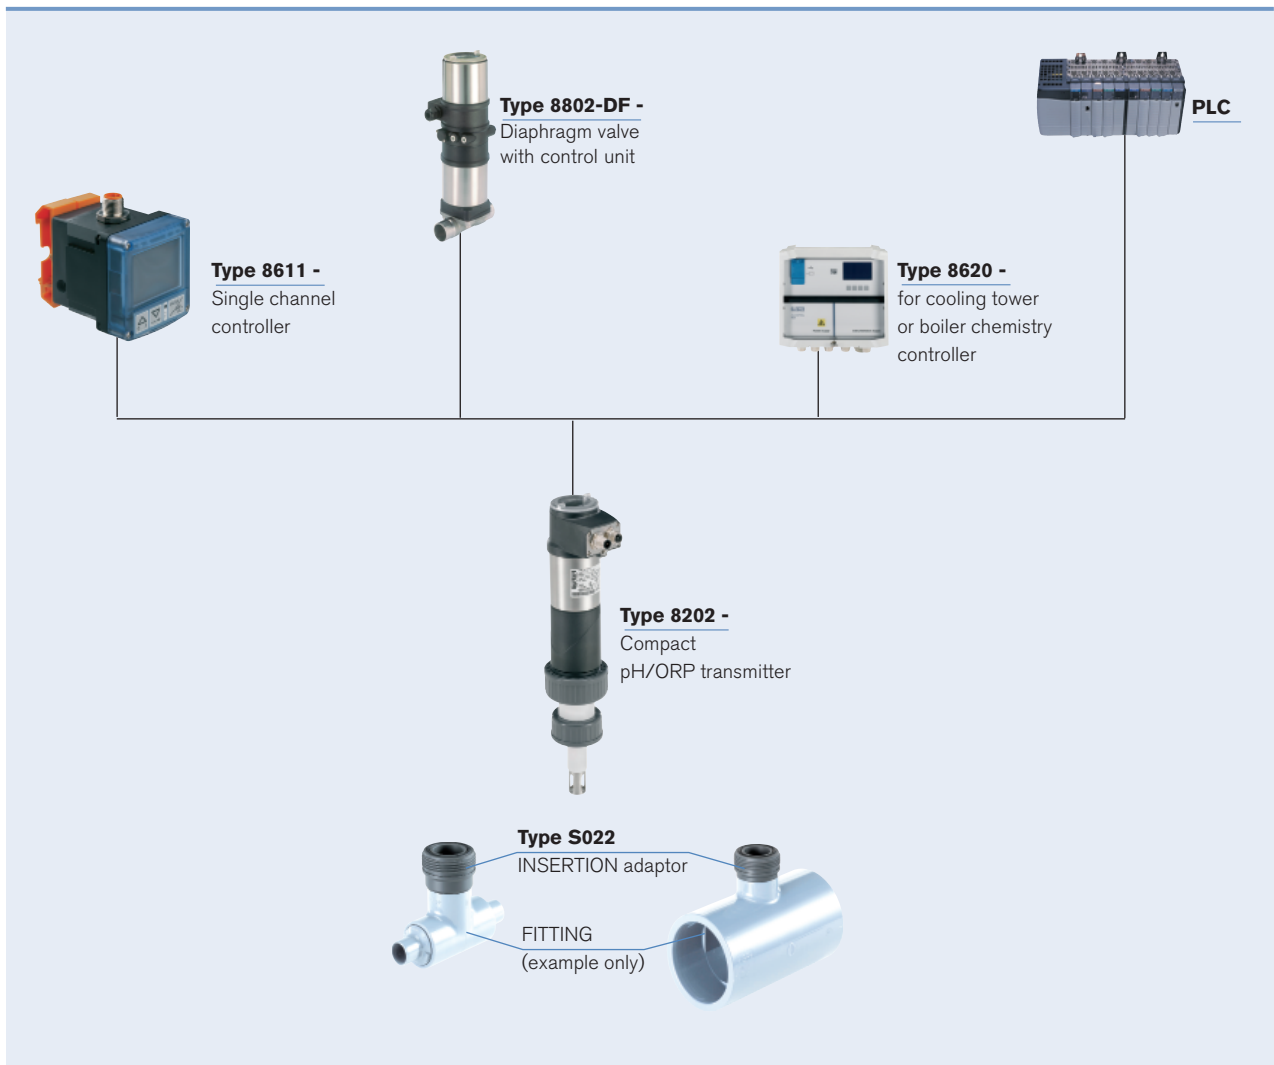 Type 8802-DF -
Diaphragm valve
with control unit
PLC
Type 8611 -
Single channel
controller
Type 8620 -
for cooling tower
or boiler chemistry
controller
Type 8202 -
Compact
pH/ORP transmitter
Type S022
INSERTION adaptor
FITTING
(example only)